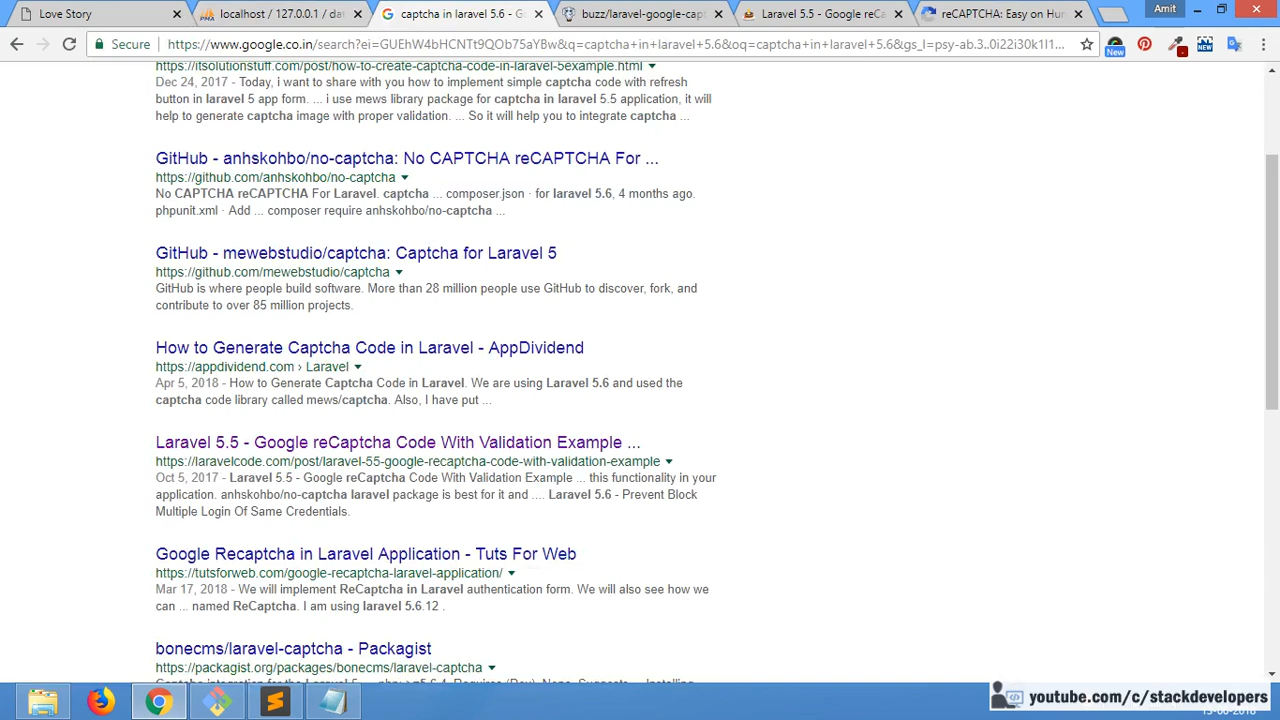 Love Story
localhost / 127.0.0.1 / dat
captcha in laravel 5.6 - Go
buzz/laravel-google-capt
Laravel 5.5 - Google reCa
reCAPTCHA: Easy on Hum
Amit
Secure
https://www.google.co.in/search?ei=GUEhW4bHCNTt9QOb75aYBw&q=captcha+in+laravel+5.6&oq=captcha+in+laravel+5.6&gs_l=psy-ab.3..0i22i30k1l1...
New
NEW
https://itsolutionstuff.com/post/how-to-create-captcha-code-in-laravel-5example.html
Dec 24, 2017 - Today, i want to share with you how to implement simple captcha code with refresh
button in laravel 5 app form. ... i use mews library package for captcha in laravel 5.5 application, it will
help to generate captcha image with proper validation. ... So it will help you to integrate captcha ...
GitHub - anhskohbo/no-captcha: No CAPTCHA reCAPTCHA For ...
https://github.com/anhskohbo/no-captcha
No CAPTCHA reCAPTCHA For Laravel. captcha ... composer.json · for laravel 5.6, 4 months ago.
phpunit.xml · Add ... composer require anhskohbo/no-captcha ...
GitHub - mewebstudio/captcha: Captcha for Laravel 5
https://github.com/mewebstudio/captcha
GitHub is where people build software. More than 28 million people use GitHub to discover, fork, and
contribute to over 85 million projects.
How to Generate Captcha Code in Laravel - AppDividend
https://appdividend.com › Laravel
Apr 5, 2018 - How to Generate Captcha Code in Laravel. We are using Laravel 5.6 and used the
captcha code library called mews/captcha. Also, I have put ...
Laravel 5.5 - Google reCaptcha Code With Validation Example ...
https://laravelcode.com/post/laravel-55-google-recaptcha-code-with-validation-example
Oct 5, 2017 - Laravel 5.5 - Google reCaptcha Code With Validation Example ... this functionality in your
application. anhskohbo/no-captcha laravel package is best for it and .... Laravel 5.6 - Prevent Block
Multiple Login Of Same Credentials.
Google Recaptcha in Laravel Application - Tuts For Web
https://tutsforweb.com/google-recaptcha-laravel-application/
Mar 17, 2018 - We will implement ReCaptcha in Laravel authentication form. We will also see how we
can ... named ReCaptcha. I am using laravel 5.6.12 .
bonecms/laravel-captcha - Packagist
https://packagist.org/packages/bonecms/laravel-captcha
youtube.com/c/stackdevelopers